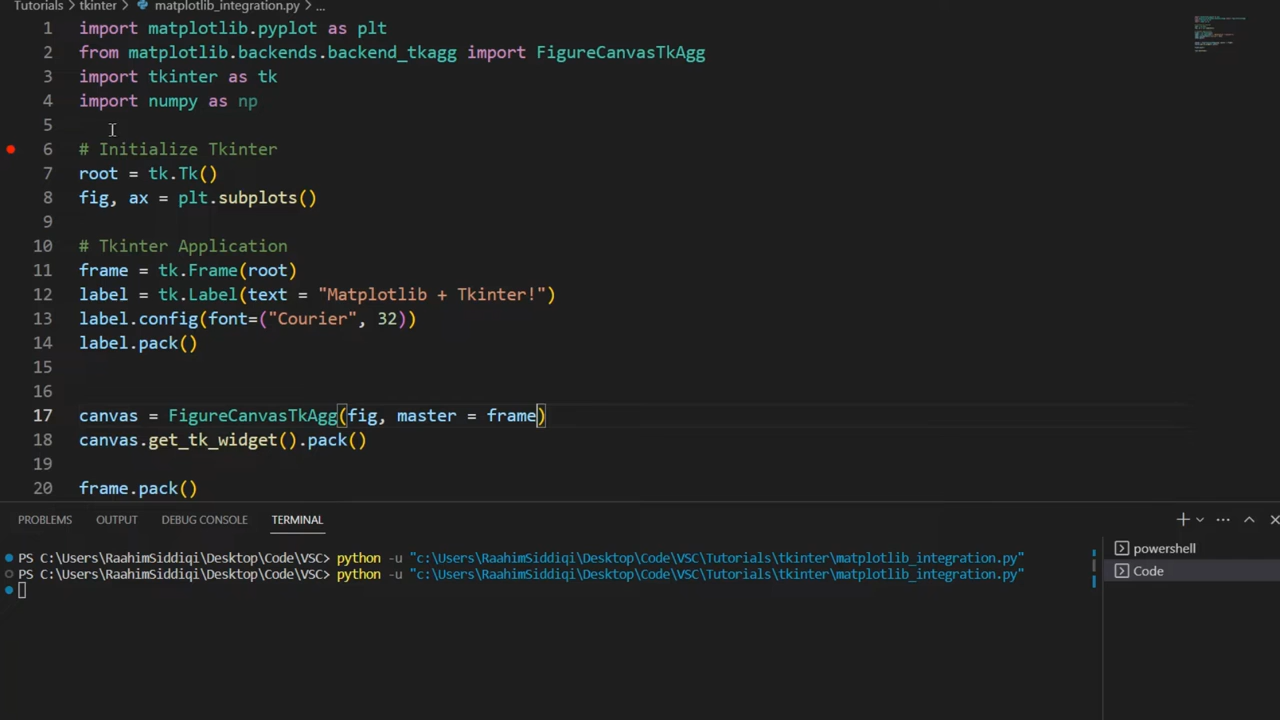 Tutorials > tkinter > matplotlib_integration.py > ...
1 import matplotlib.pyplot as plt
2 from matplotlib.backends.backend_tkagg import FigureCanvasTkAgg
3 import tkinter as tk
4 import numpy as np
5
6 # Initialize Tkinter
7 root = tk.Tk()
8 fig, ax = plt.subplots()
9
10 # Tkinter Application
11 frame = tk.Frame(root)
12 label = tk.Label(text = "Matplotlib + Tkinter!")
13 label.config(font=("Courier", 32))
14 label.pack()
15
16
17 canvas = FigureCanvasTkAgg(fig, master = frame)
18 canvas.get_tk_widget().pack()
19
20 frame.pack()
PROBLEMS OUTPUT DEBUG CONSOLE TERMINAL
PS C:\Users\RaahimSiddiqi\Desktop\Code\VSC> python -u "c:\Users\RaahimSiddiqi\Desktop\Code\VSC\Tutorials\tkinter\matplotlib_integration.py"
PS C:\Users\RaahimSiddiqi\Desktop\Code\VSC> python -u "c:\Users\RaahimSiddiqi\Desktop\Code\VSC\Tutorials\tkinter\matplotlib_integration.py"
powershell
Code